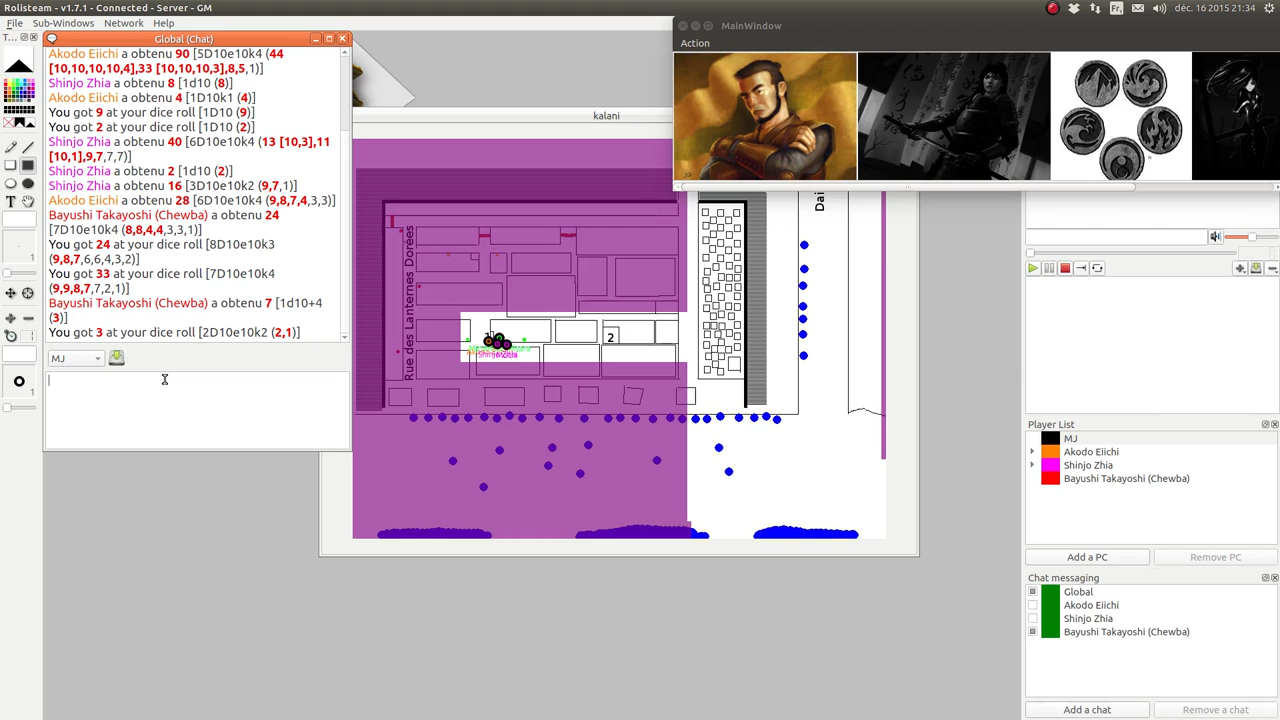 Rolisteam - v1.7.1 - Connected - Server - GM
Fr1
déc. 16 2015 21:34
File Sub-Windows Network Help
MainWindow
T...
Global (Chat)
Action
Akodo Eiichi a obtenu 90 [5D10e10k4 (44
[10,10,10,10,4],33 [10,10,10,3],8,5,1)]
Shinjo Zhia a obtenu 8 [1d10 (8)]
Akodo Eiichi a obtenu 4 [1D10k1 (4)]
You got 9 at your dice roll [1D10 (9)]
You got 2 at your dice roll [1D10 (2)]
Shinjo Zhia a obtenu 40 [6D10e10k4 (13 [10,3],11
[10,1],9,7,7,7)]
Shinjo Zhia a obtenu 2 [1d10 (2)]
Shinjo Zhia a obtenu 16 [3D10e10k2 (9,7,1)]
Akodo Eiichi a obtenu 28 [6D10e10k4 (9,8,7,4,3,3)]
Bayushi Takayoshi (Chewba) a obtenu 24
[7D10e10k4 (8,8,4,4,3,3,1)]
You got 24 at your dice roll [8D10e10k3
(9,8,7,6,6,4,3,2)]
You got 33 at your dice roll [7D10e10k4
(9,9,8,7,7,2,1)]
Bayushi Takayoshi (Chewba) a obtenu 7 [1d10+4
(3)]
You got 3 at your dice roll [2D10e10k2 (2,1)]
MJ
1
1
kalani
Rue des Lanternes Dorées
Shinjo Zhia
2
Dai
Player List
MJ
Akodo Eiichi
Shinjo Zhia
Bayushi Takayoshi (Chewba)
Add a PC
Remove PC
Chat messaging
Global
Akodo Eiichi
Shinjo Zhia
Bayushi Takayoshi (Chewba)
Add a chat
Remove a chat